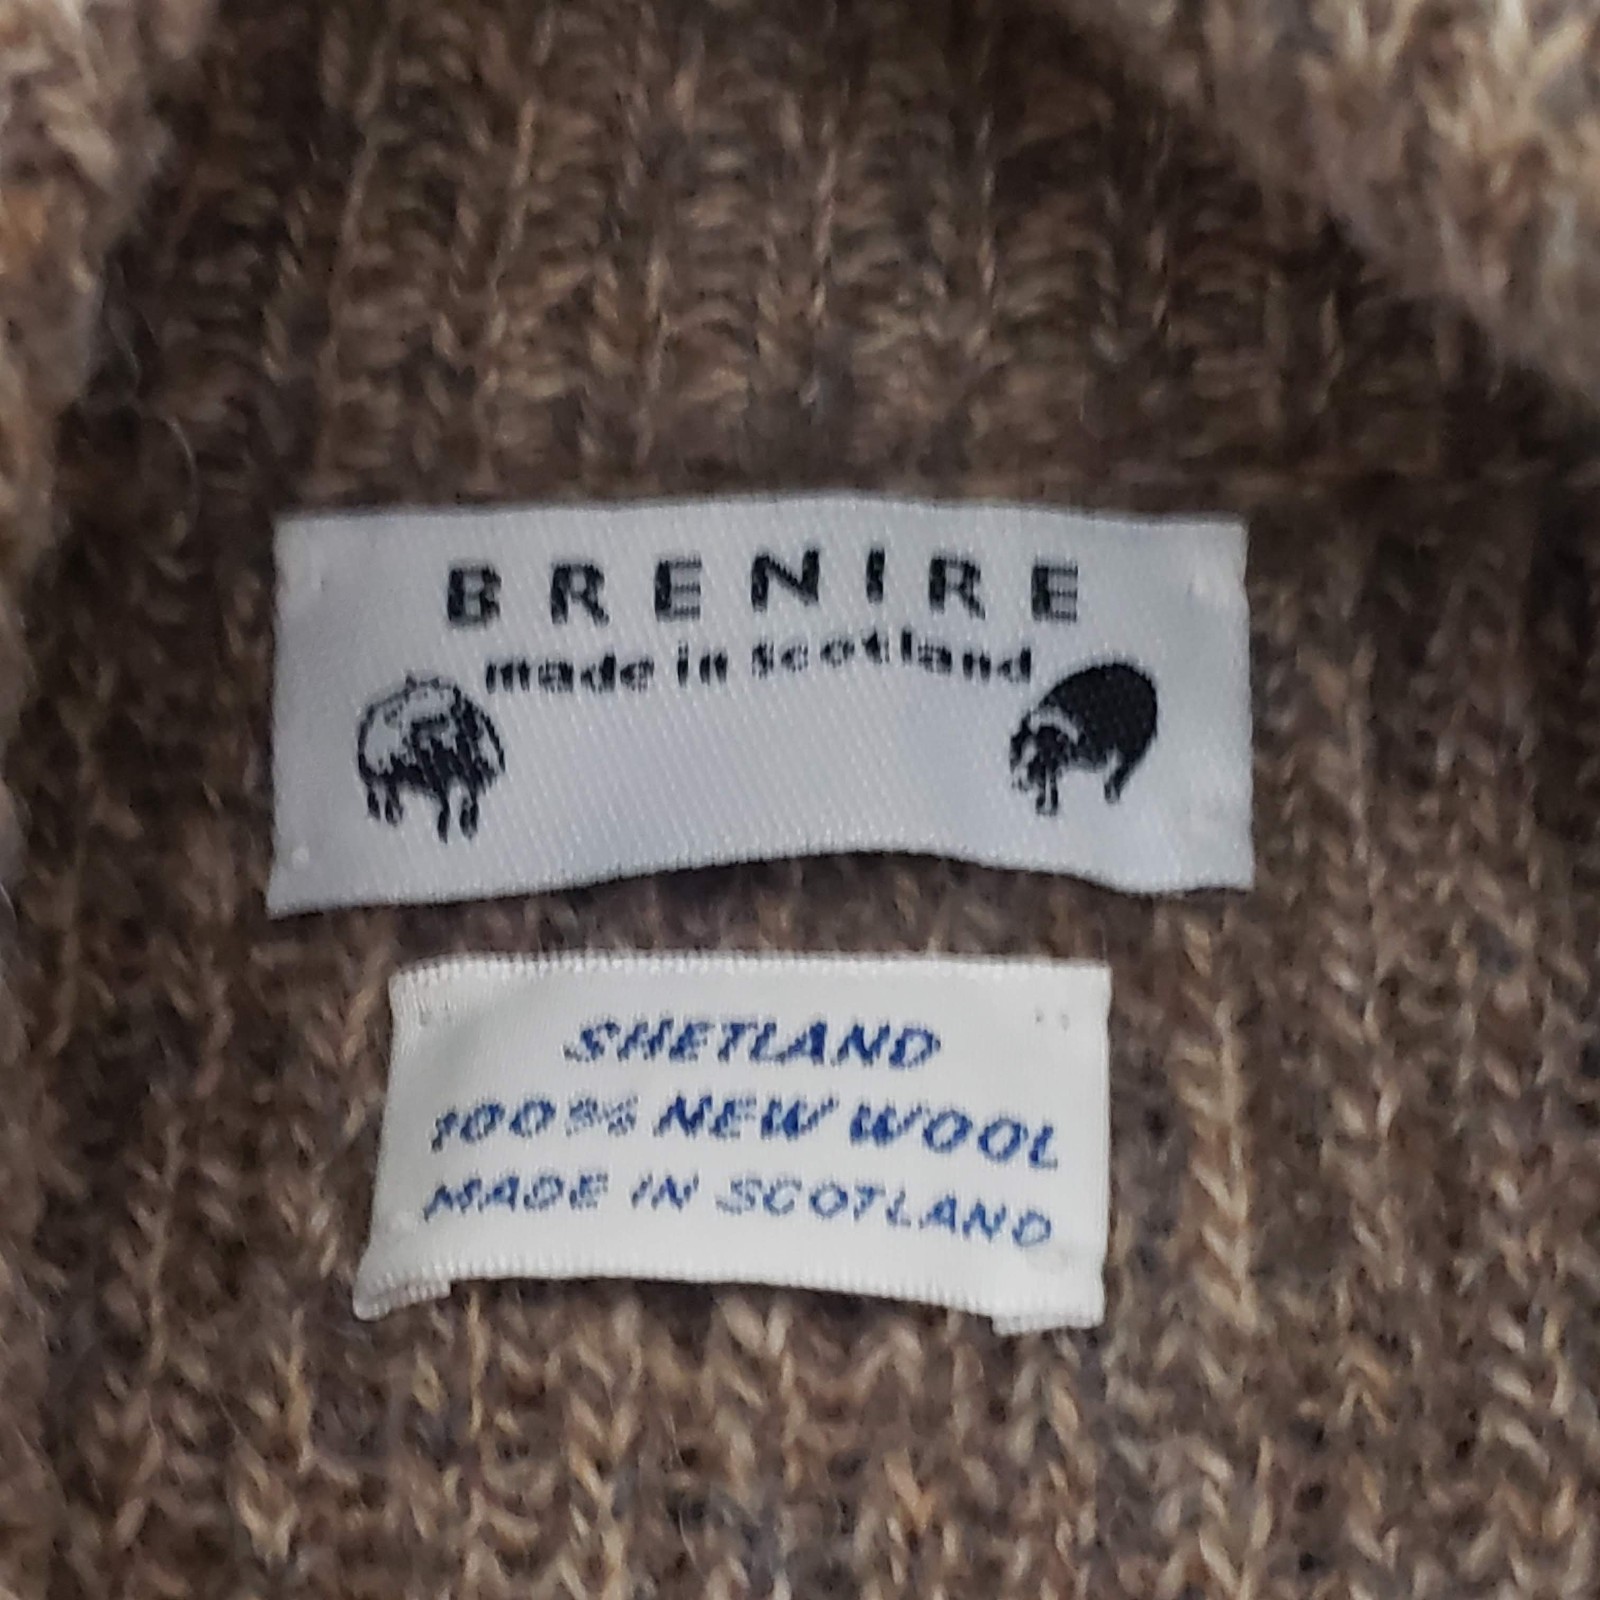 BRENIRE
made in scotland
SHETLAND
100% NEW WOOL
MADE IN SCOTLAND